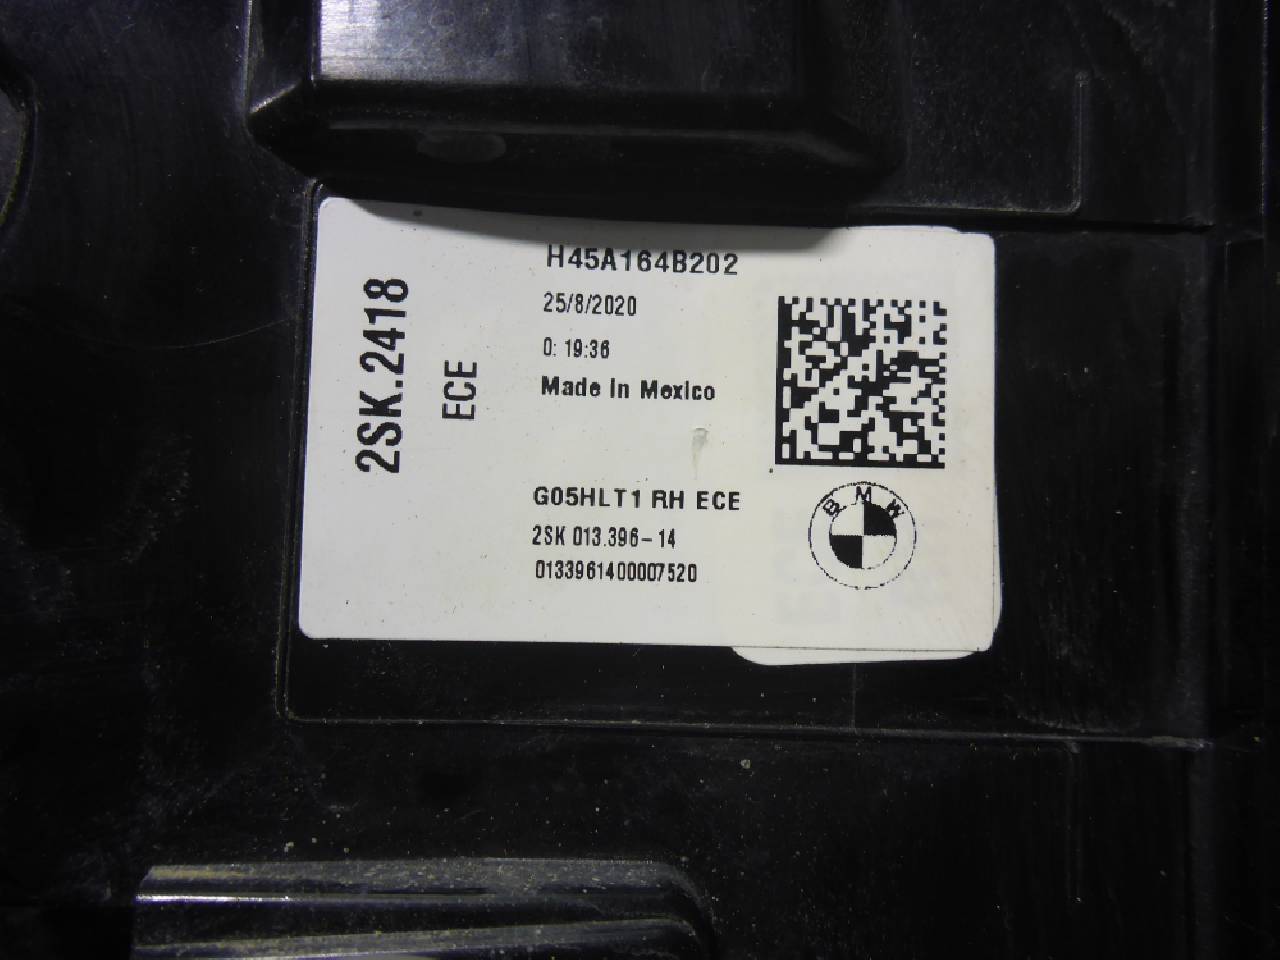 H45A164B202
25/8/2020
0: 19:36
Made in Mexico
2SK.2418
ECE
G05HLT1 RH ECE
2SK 013.396-14
0133961400007520
BMW